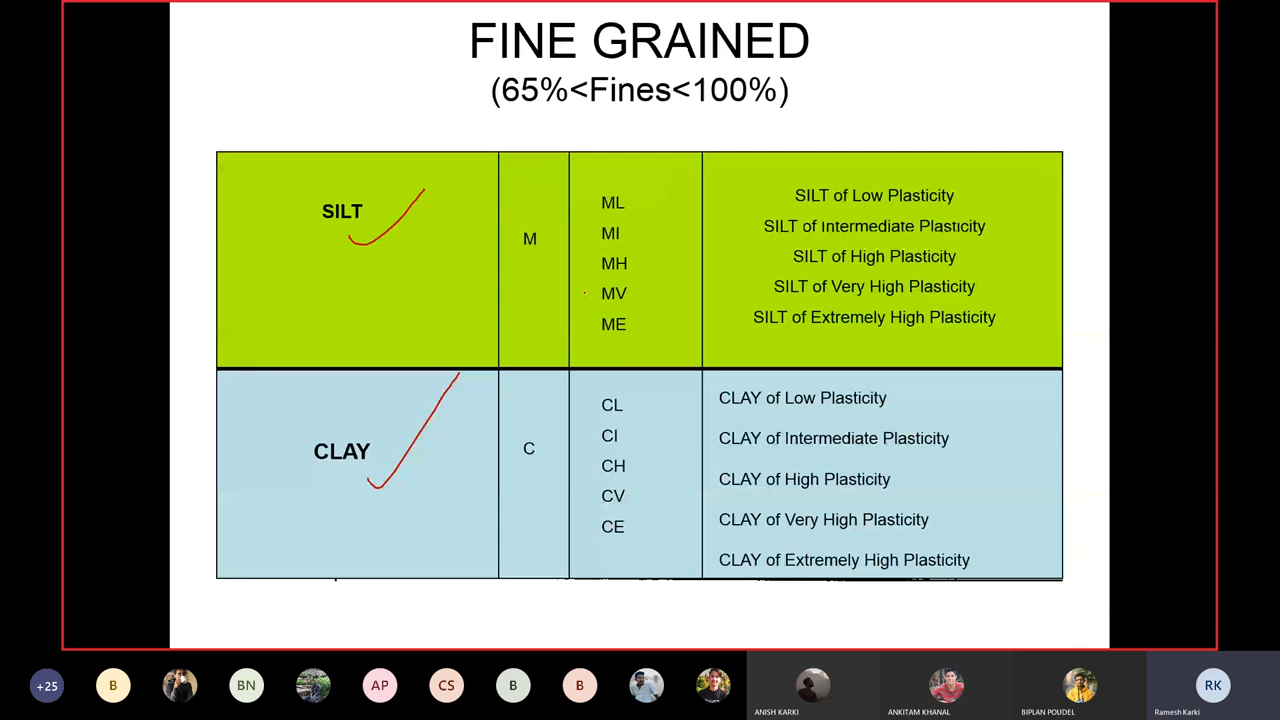 FINE GRAINED
(65%<Fines<100%)
SILT
M
ML
MI
MH
MV
ME
SILT of Low Plasticity
SILT of Intermediate Plasticity
SILT of High Plasticity
SILT of Very High Plasticity
SILT of Extremely High Plasticity
CLAY
C
CL
CI
CH
CV
CE
CLAY of Low Plasticity
CLAY of Intermediate Plasticity
CLAY of High Plasticity
CLAY of Very High Plasticity
CLAY of Extremely High Plasticity
+25
B
BN
AP
CS
B
B
RK
ANISH KARKI
ANKITAM KHANAL
BIPLAN POUDEL
Ramesh Karki